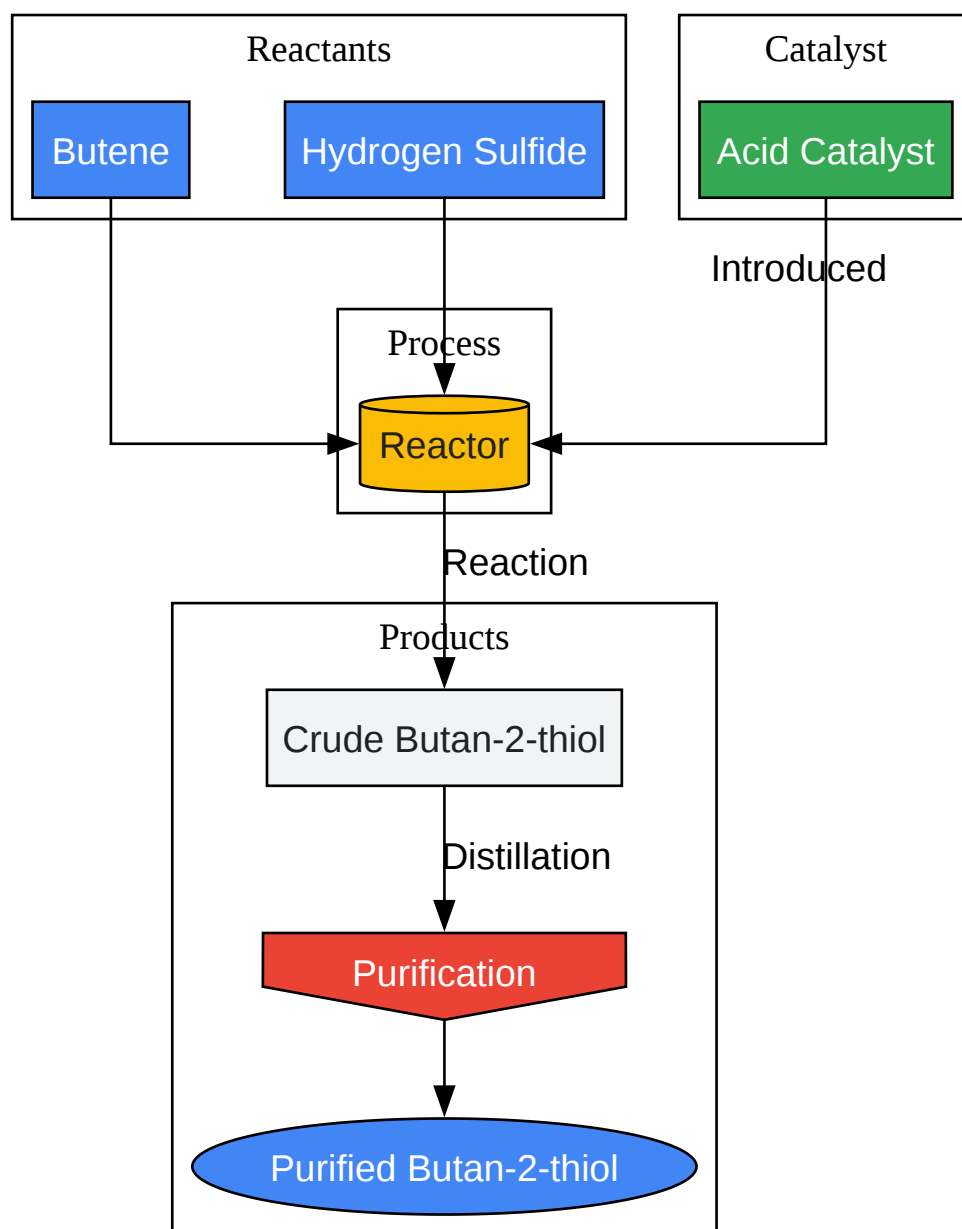 Reactants
Catalyst
Butene
Hydrogen Sulfide
Acid Catalyst
Introduced
Process
Reactor
Reaction
Products
Crude Butan-2-thiol
Distillation
Purification
Purified Butan-2-thiol